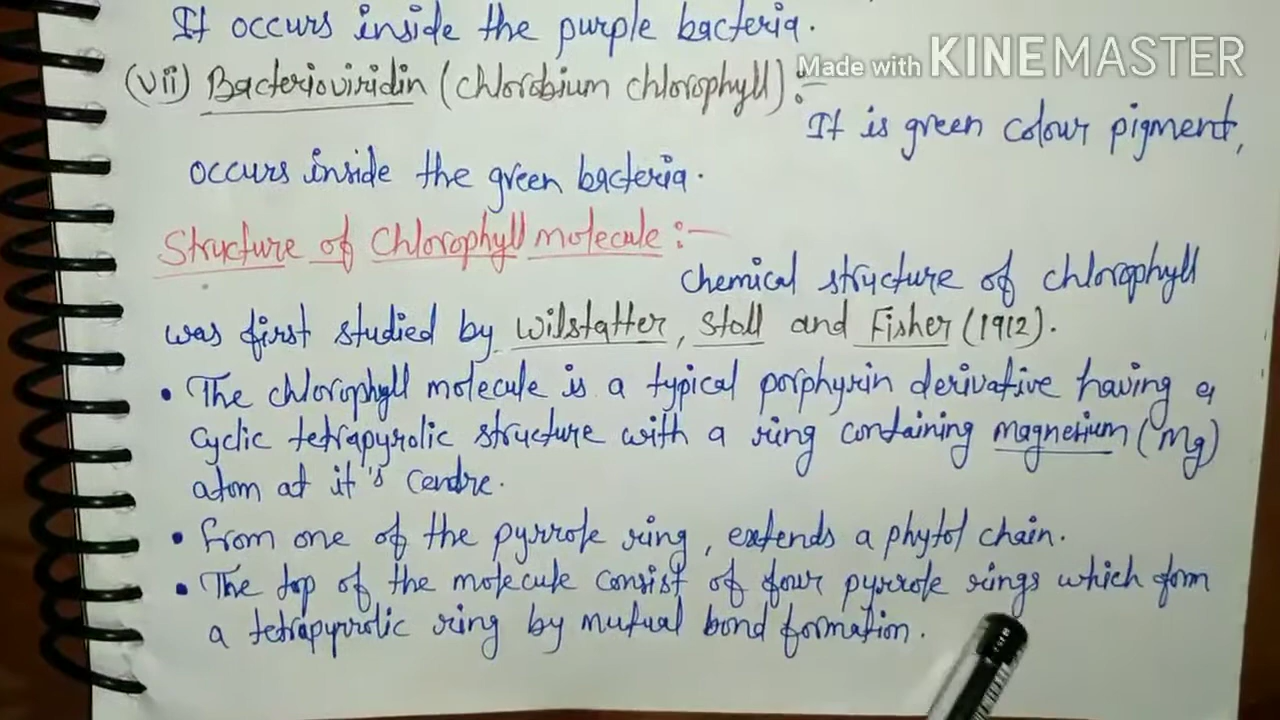 It occurs inside the purple bacteria.
Made with KINEMASTER
(vii) Bacterioviridin (chlorobium chlorophyll) :-
It is green colour pigment,
occurs inside the green bacteria.
Structure of Chlorophyll molecule :-
Chemical structure of chlorophyll
was first studied by Wilstatter, Stoll and Fisher (1912).
• The chlorophyll molecule is a typical porphyrin derivative having a
cyclic tetrapyrolic structure with a ring containing magnesium (Mg)
atom at it's centre.
• From one of the pyrrole ring, extends a phytol chain.
• The top of the molecule consist of four pyrrole rings which form
a tetrapyrrolic ring by mutual bond formation.